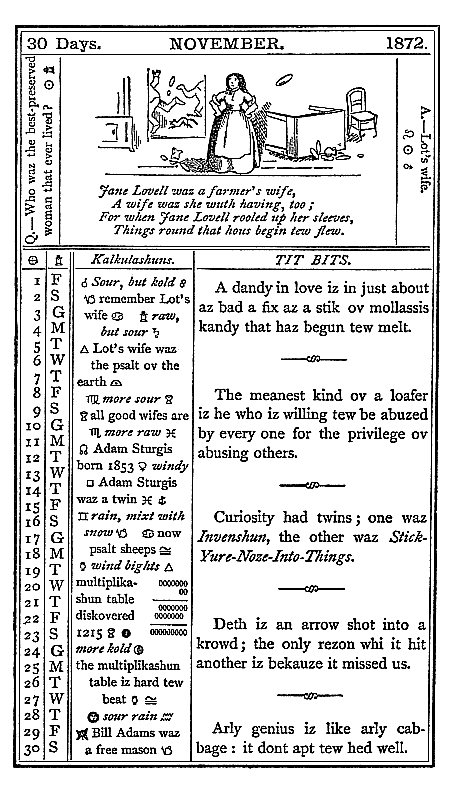 30 Days. NOVEMBER. 1872.
Q.—Who waz the best-preserved
woman that ever lived?
A.—Lot's wife.
Jane Lovell waz a farmer's wife,
A wife waz she wuth having, too ;
For when Jane Lovell rooled up her sleeves,
Things round that hous begin tew flew.
Kalkulashuns.
1 F
2 S
3 G
4 M
5 T
6 W
7 T
8 F
9 S
10 G
11 M
12 T
13 W
14 T
15 F
16 S
17 G
18 M
19 T
20 W
21 T
22 F
23 S
24 G
25 M
26 T
27 W
28 T
29 F
30 S
Sour, but kold
remember Lot's
wife raw,
but sour
Lot's wife waz
the psalt ov the
earth
more sour
all good wifes are
more raw
Adam Sturgis
born 1853 windy
Adam Sturgis
waz a twin
rain, mixt with
snow now
psalt sheeps
wind bights
multiplika- 0000000
00
shun table
0000000
diskovered 0000
1215 000000000
more kold
the multiplikashun
table iz hard tew
beat
sour rain
Bill Adams waz
a free mason
TIT BITS.
A dandy in love iz in just about
az bad a fix az a stik ov mollassis
kandy that haz begun tew melt.
The meanest kind ov a loafer
iz he who iz willing tew be abuzed
by every one for the privilege ov
abusing others.
Curiosity had twins ; one waz
Invenshun, the other waz Stick-
Yure-Noze-Into-Things.
Deth iz an arrow shot into a
krowd ; the only rezon whi it hit
another iz bekauze it missed us.
Arly genius iz like arly cab-
bage : it dont apt tew hed well.